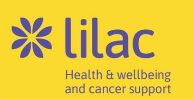 lilac
Health & wellbeing
and cancer support